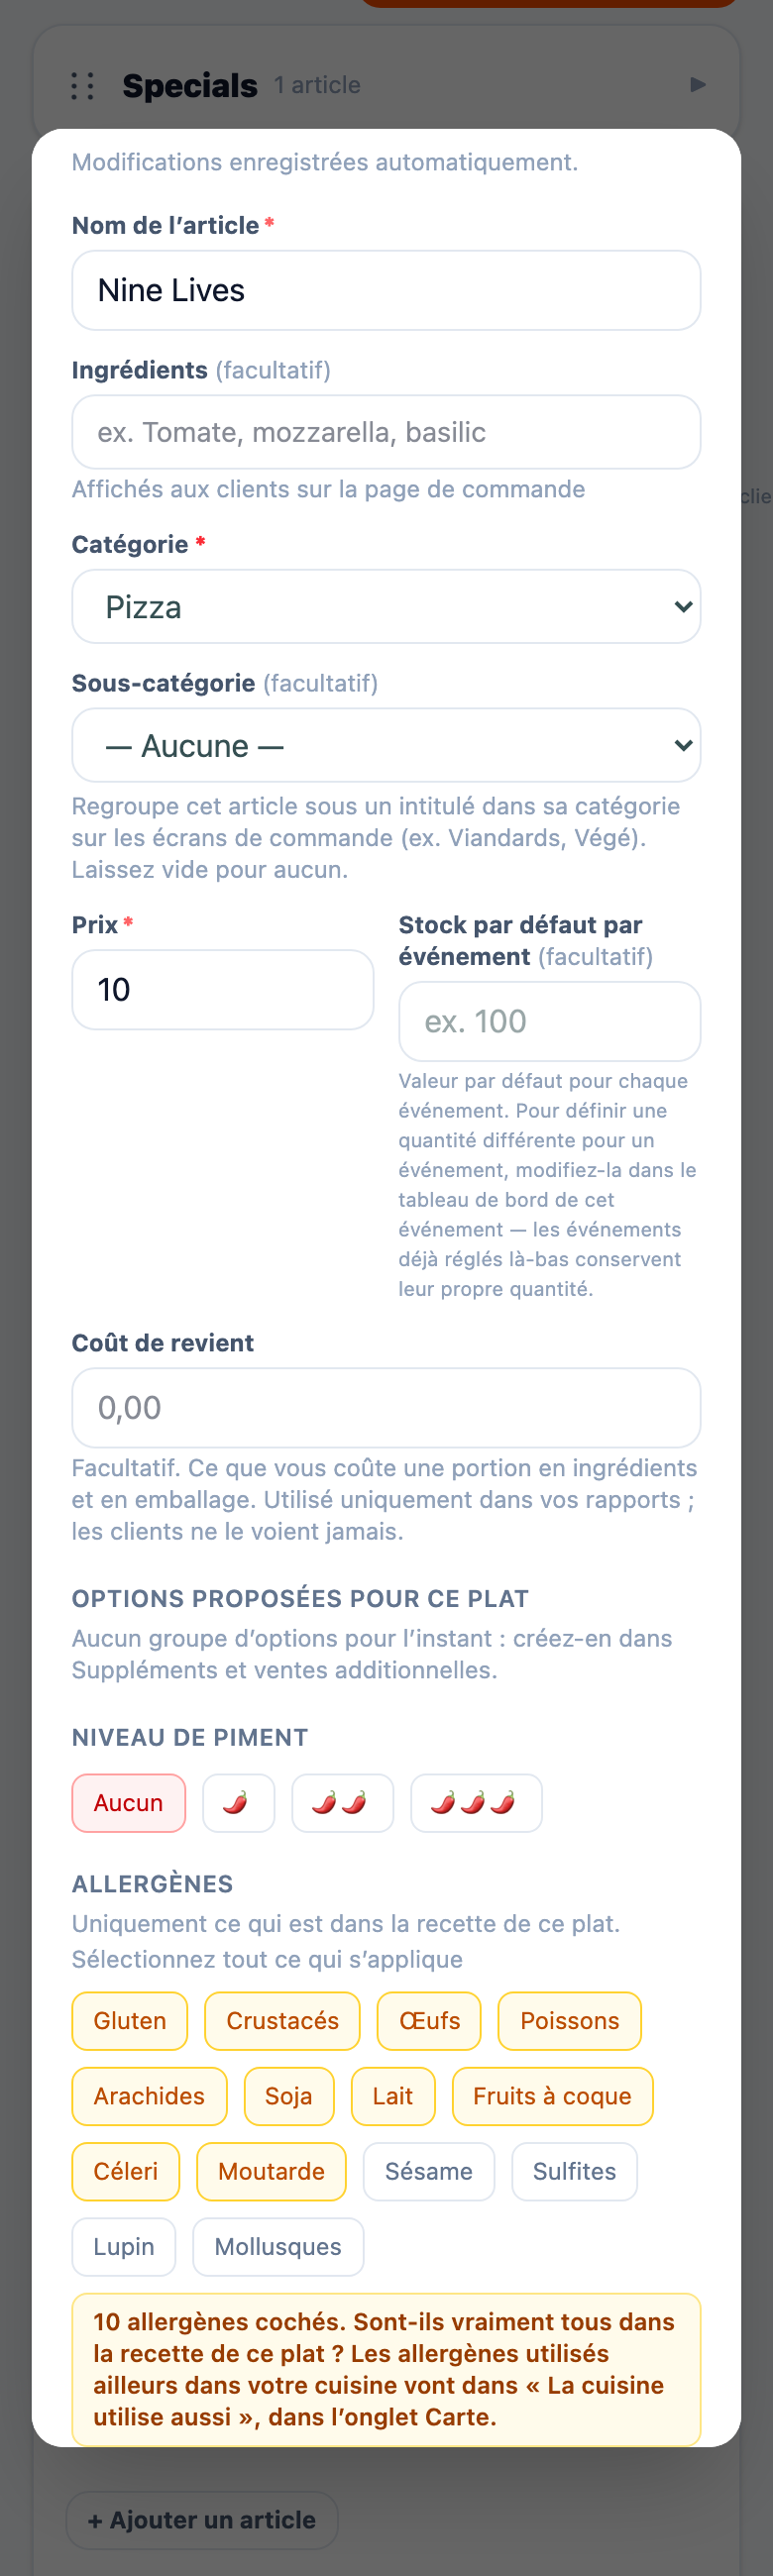 Specials 1 article
Modifications enregistrées automatiquement.
Nom de l’article *
Nine Lives
Ingrédients (facultatif)
ex. Tomate, mozzarella, basilic
Affichés aux clients sur la page de commande
clie
Catégorie *
Pizza
Sous-catégorie (facultatif)
— Aucune —
Regroupe cet article sous un intitulé dans sa catégorie
sur les écrans de commande (ex. Viandards, Végé).
Laissez vide pour aucun.
Prix *
10
Stock par défaut par
événement (facultatif)
ex. 100
Valeur par défaut pour chaque
événement. Pour définir une
quantité différente pour un
événement, modifiez-la dans le
tableau de bord de cet
événement — les événements
déjà réglés là-bas conservent
leur propre quantité.
Coût de revient
0,00
Facultatif. Ce que vous coûte une portion en ingrédients
et en emballage. Utilisé uniquement dans vos rapports ;
les clients ne le voient jamais.
OPTIONS PROPOSÉES POUR CE PLAT
Aucun groupe d’options pour l’instant : créez-en dans
Suppléments et ventes additionnelles.
NIVEAU DE PIMENT
Aucun
ALLERGÈNES
Uniquement ce qui est dans la recette de ce plat.
Sélectionnez tout ce qui s’applique
Gluten Crustacés Œufs Poissons
Arachides Soja Lait Fruits à coque
Céleri Moutarde Sésame Sulfites
Lupin Mollusques
10 allergènes cochés. Sont-ils vraiment tous dans
la recette de ce plat ? Les allergènes utilisés
ailleurs dans votre cuisine vont dans « La cuisine
utilise aussi », dans l’onglet Carte.
+ Ajouter un article